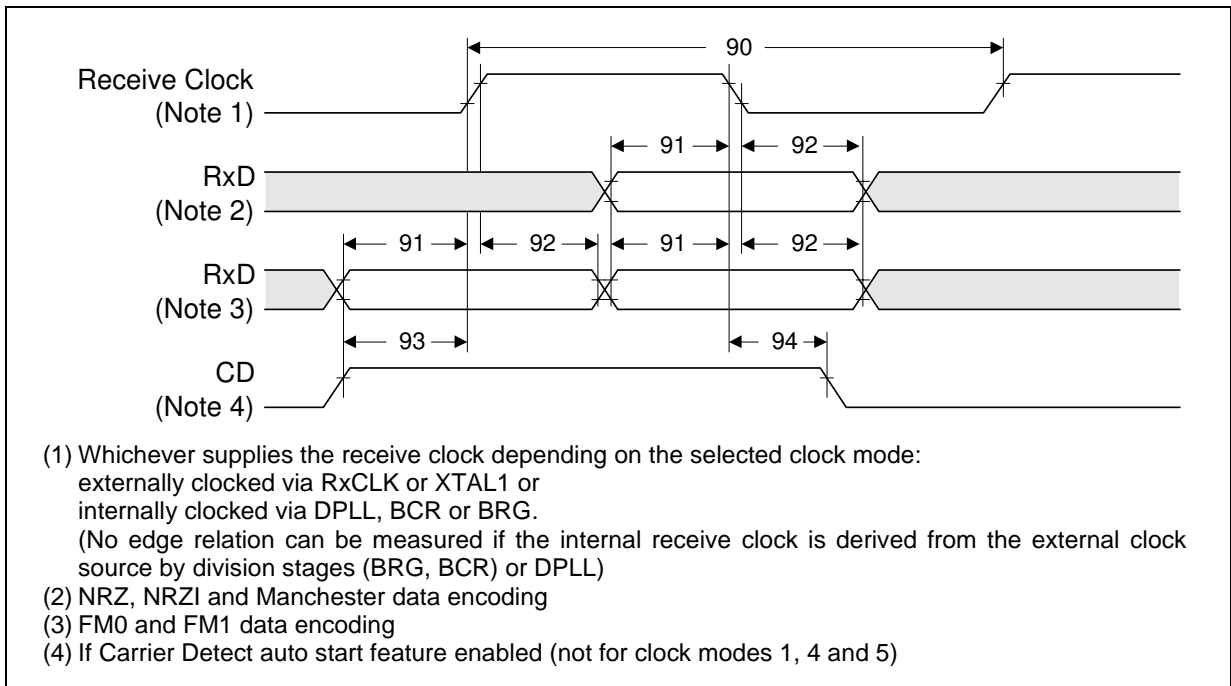 90
Receive Clock
(Note 1)
91 92
RxD
(Note 2)
91 92 91 92
RxD
(Note 3)
93 94
CD
(Note 4)
(1) Whichever supplies the receive clock depending on the selected clock mode:
externally clocked via RxCLK or XTAL1 or
internally clocked via DPLL, BCR or BRG.
(No edge relation can be measured if the internal receive clock is derived from the external clock
source by division stages (BRG, BCR) or DPLL)
(2) NRZ, NRZI and Manchester data encoding
(3) FM0 and FM1 data encoding
(4) If Carrier Detect auto start feature enabled (not for clock modes 1, 4 and 5)